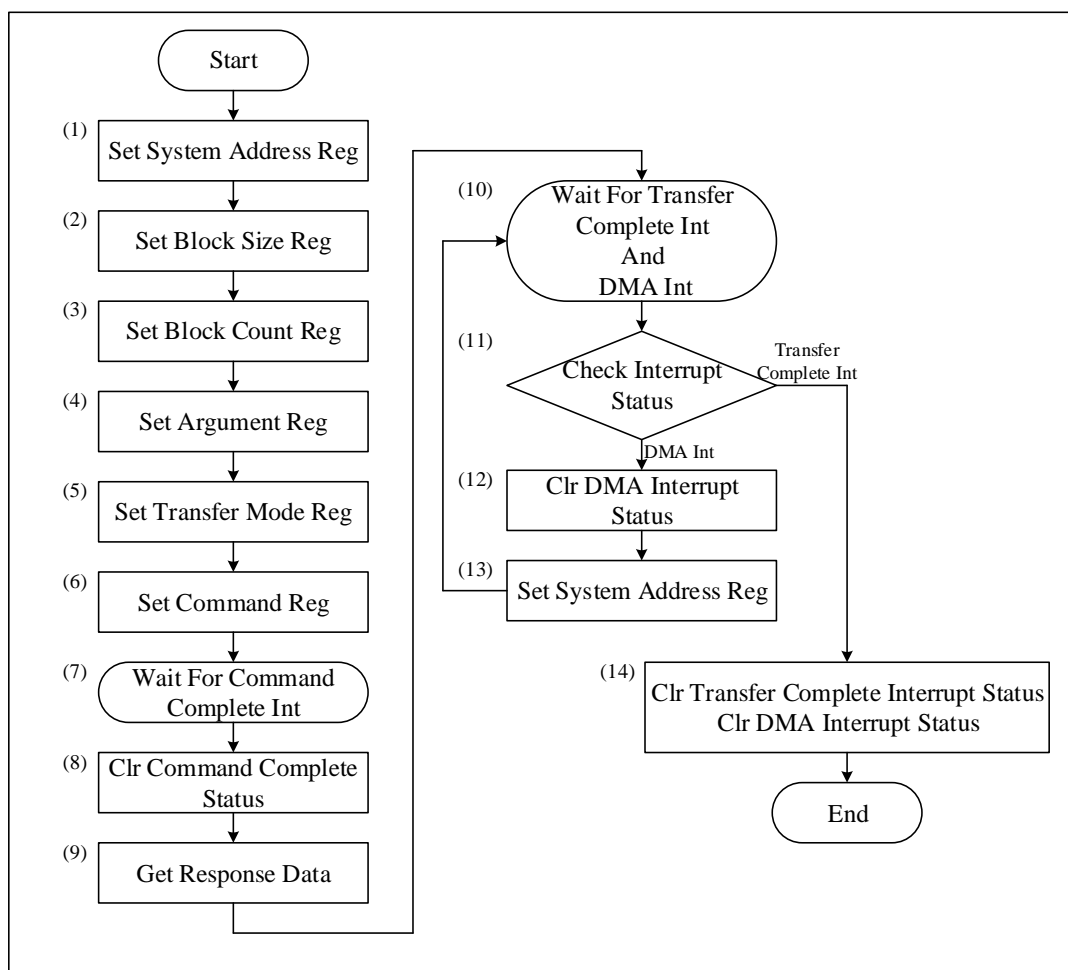 Start
(1)
Set System Address Reg
(2)
Set Block Size Reg
(3)
Set Block Count Reg
(4)
Set Argument Reg
(5)
Set Transfer Mode Reg
(6)
Set Command Reg
(7)
Wait For Command
Complete Int
(8)
Clr Command Complete
Status
(9)
Get Response Data
(10)
Wait For Transfer
Complete Int
And
DMA Int
(11)
Check Interrupt
Status
Transfer
Complete Int
DMA Int
(12)
Clr DMA Interrupt
Status
(13)
Set System Address Reg
(14)
Clr Transfer Complete Interrupt Status
Clr DMA Interrupt Status
End